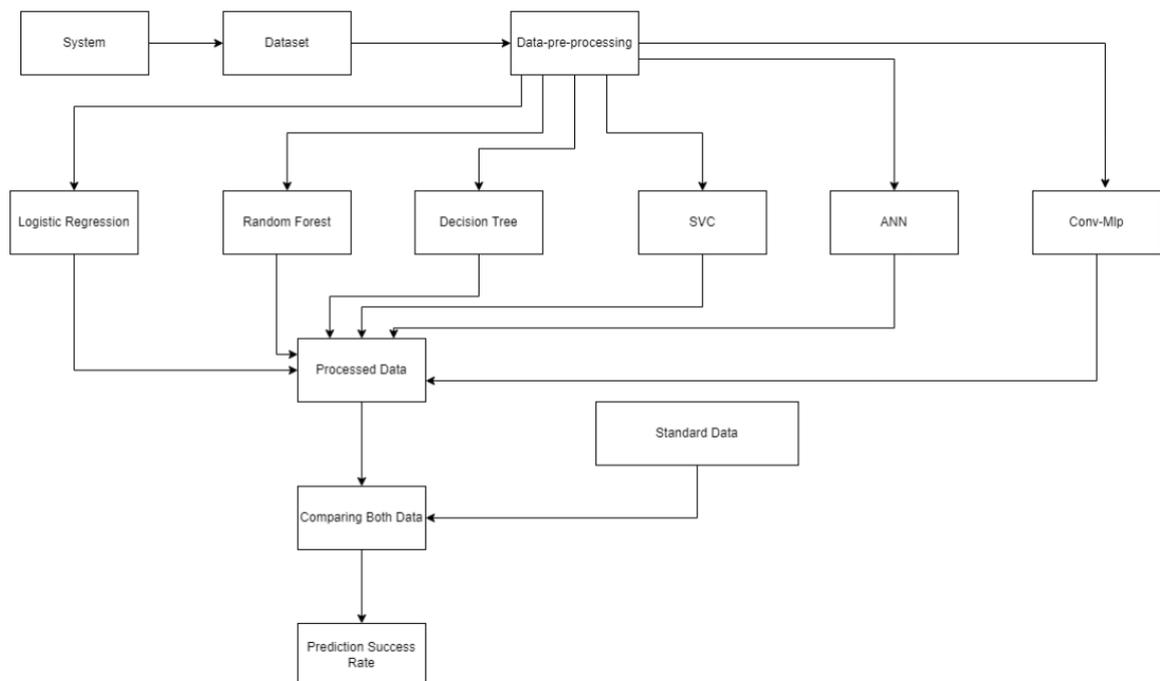 System
Dataset
Data-pre-processing
Logistic Regression
Random Forest
Decision Tree
SVC
ANN
Conv-Mlp
Processed Data
Standard Data
Comparing Both Data
Prediction Success
Rate